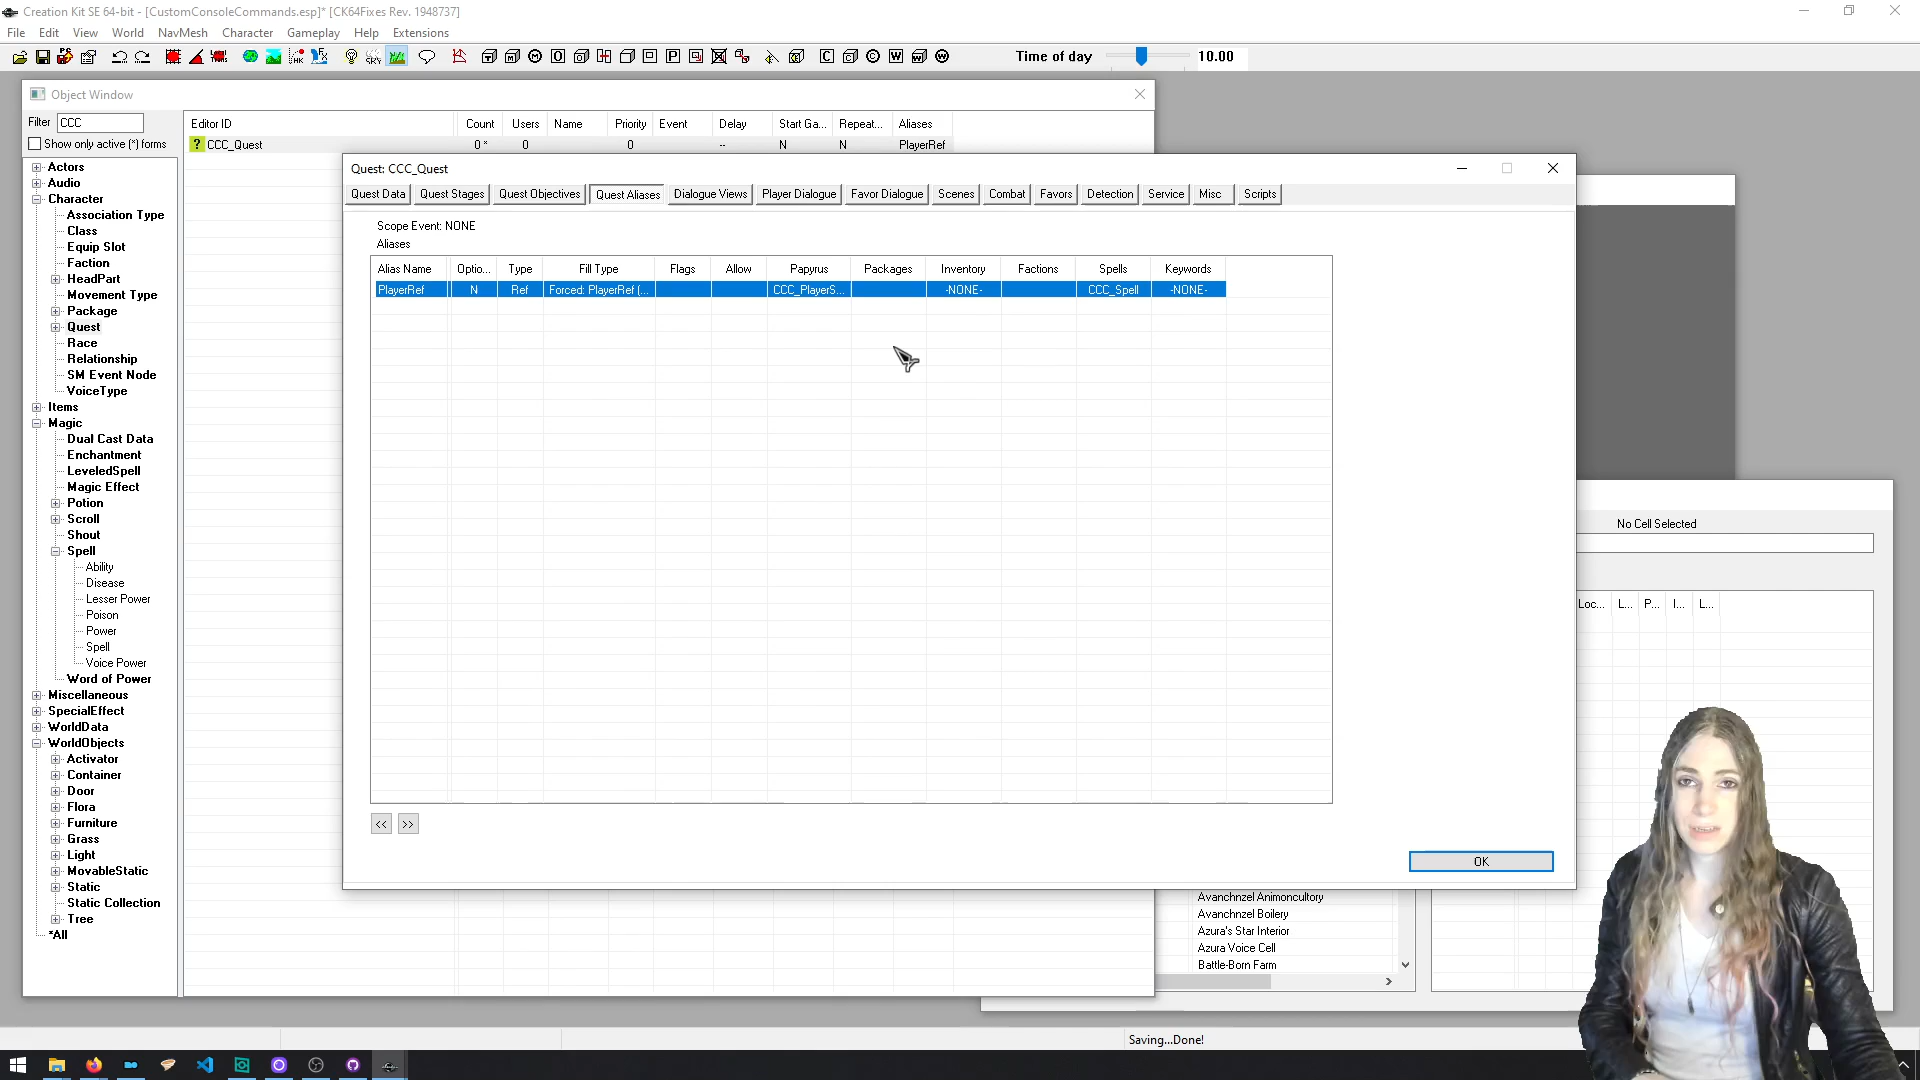 Creation Kit SE 64-bit - [CustomConsoleCommands.esp]* [CK64Fixes Rev. 1948737]
File Edit View World NavMesh Character Gameplay Help Extensions
Time of day 10.00
Object Window
Filter CCC
Show only active (*) forms
Editor ID Count Users Name Priority Event Delay Start Ga... Repeat... Aliases
CCC_Quest 0 * 0 0 -- N N PlayerRef
Actors
Audio
Character
Association Type
Class
Equip Slot
Faction
HeadPart
Movement Type
Package
Quest
Race
Relationship
SM Event Node
VoiceType
Items
Magic
Dual Cast Data
Enchantment
LeveledSpell
Magic Effect
Potion
Scroll
Shout
Spell
Ability
Disease
Lesser Power
Poison
Power
Spell
Voice Power
Word of Power
Miscellaneous
SpecialEffect
WorldData
WorldObjects
Activator
Container
Door
Flora
Furniture
Grass
Light
MovableStatic
Static
Static Collection
Tree
*All
Quest: CCC_Quest
Quest Data Quest Stages Quest Objectives Quest Aliases Dialogue Views Player Dialogue Favor Dialogue Scenes Combat Favors Detection Service Misc Scripts
Scope Event: NONE
Aliases
Alias Name Optio... Type Fill Type Flags Allow Papyrus Packages Inventory Factions Spells Keywords
PlayerRef N Ref Forced: PlayerRef (... CCC_PlayerS... -NONE- CCC_Spell -NONE-
<< >>
OK
No Cell Selected
Loc... L... P... I... L...
Avanchnzel Animoncultory
Avanchnzel Boilery
Azura's Star Interior
Azura Voice Cell
Battle-Born Farm
Saving...Done!